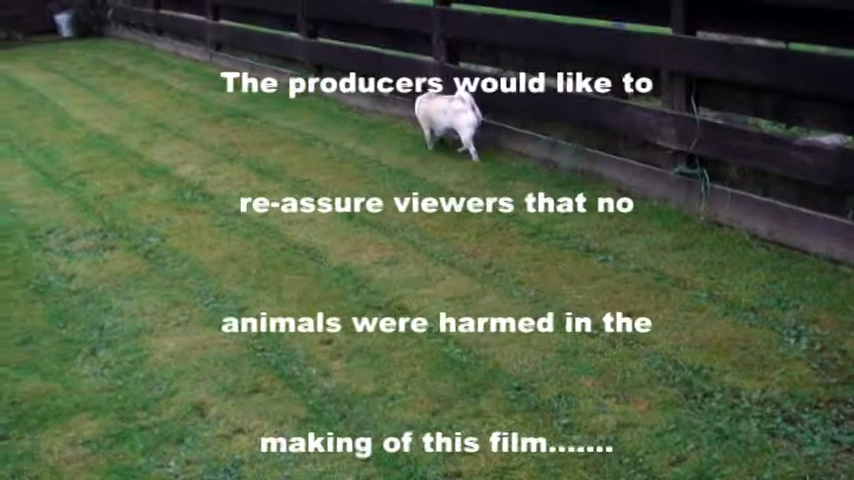 The producers would like to
re-assure viewers that no
animals were harmed in the
making of this film.......